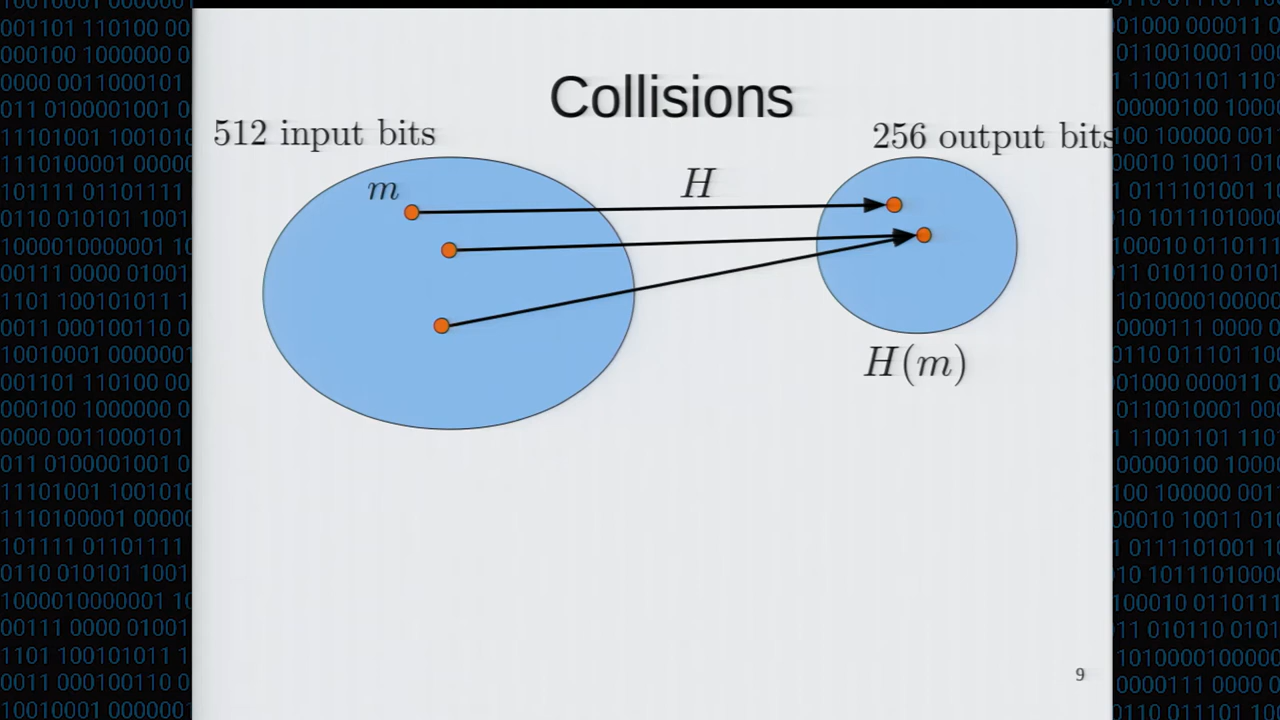 Collisions
512 input bits
256 output bits
m
H
H(m)
9